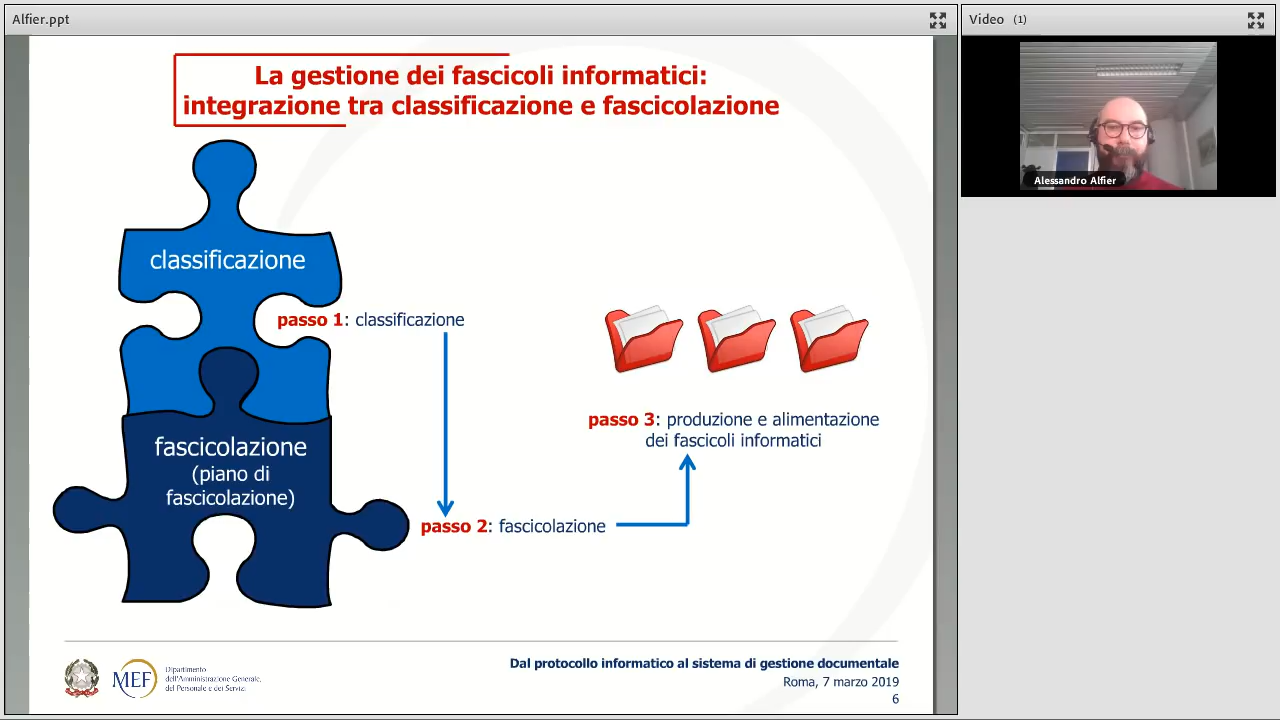 Alfier.ppt
Video (1)
La gestione dei fascicoli informatici:
integrazione tra classificazione e fascicolazione
Alessandro Alfier
classificazione
passo 1: classificazione
passo 3: produzione e alimentazione
dei fascicoli informatici
fascicolazione
(piano di
fascicolazione)
passo 2: fascicolazione
MEF
Dipartimento
dell'Amministrazione Generale,
del Personale e dei Servizi
Dal protocollo informatico al sistema di gestione documentale
Roma, 7 marzo 2019
6